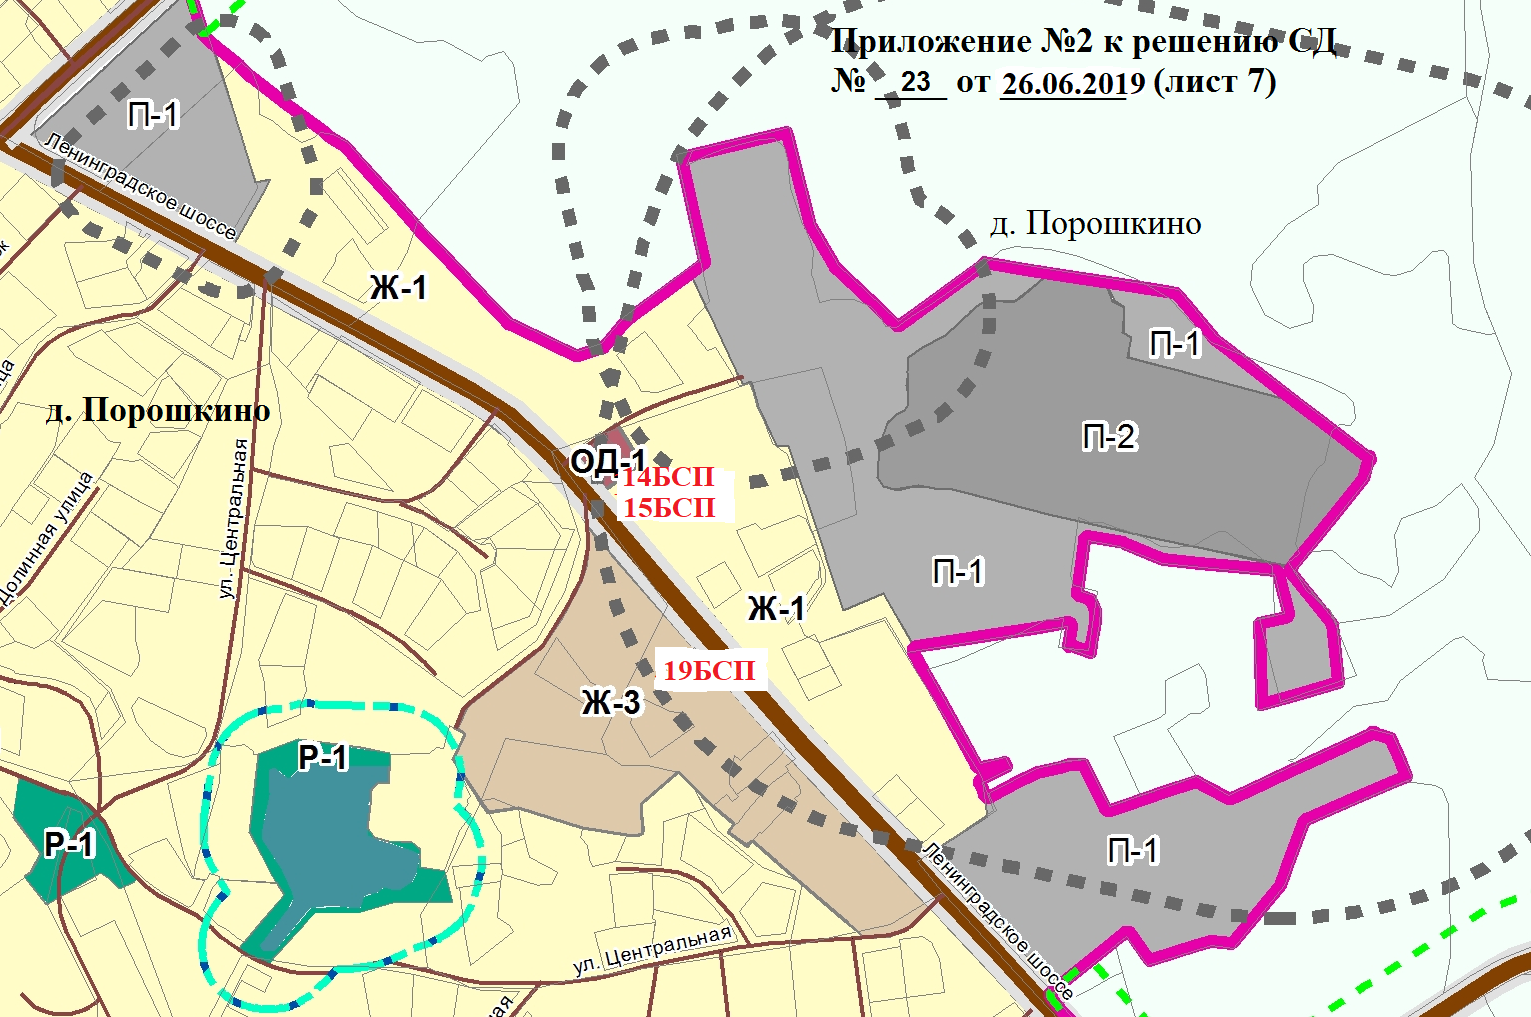 Приложение №2 к решению СД
№ 23 от 26.06.2019 (лист 7)
П-1
Ленинградское шоссе
д. Порошкино
Ж-1
П-1
д. Порошкино
П-2
ул. Центральная
ОД-1
14БСП
15БСП
Долинная улица
П-1
Ж-1
19БСП
Ж-3
Р-1
Р-1
П-1
Ленинградское шоссе
ул. Центральная